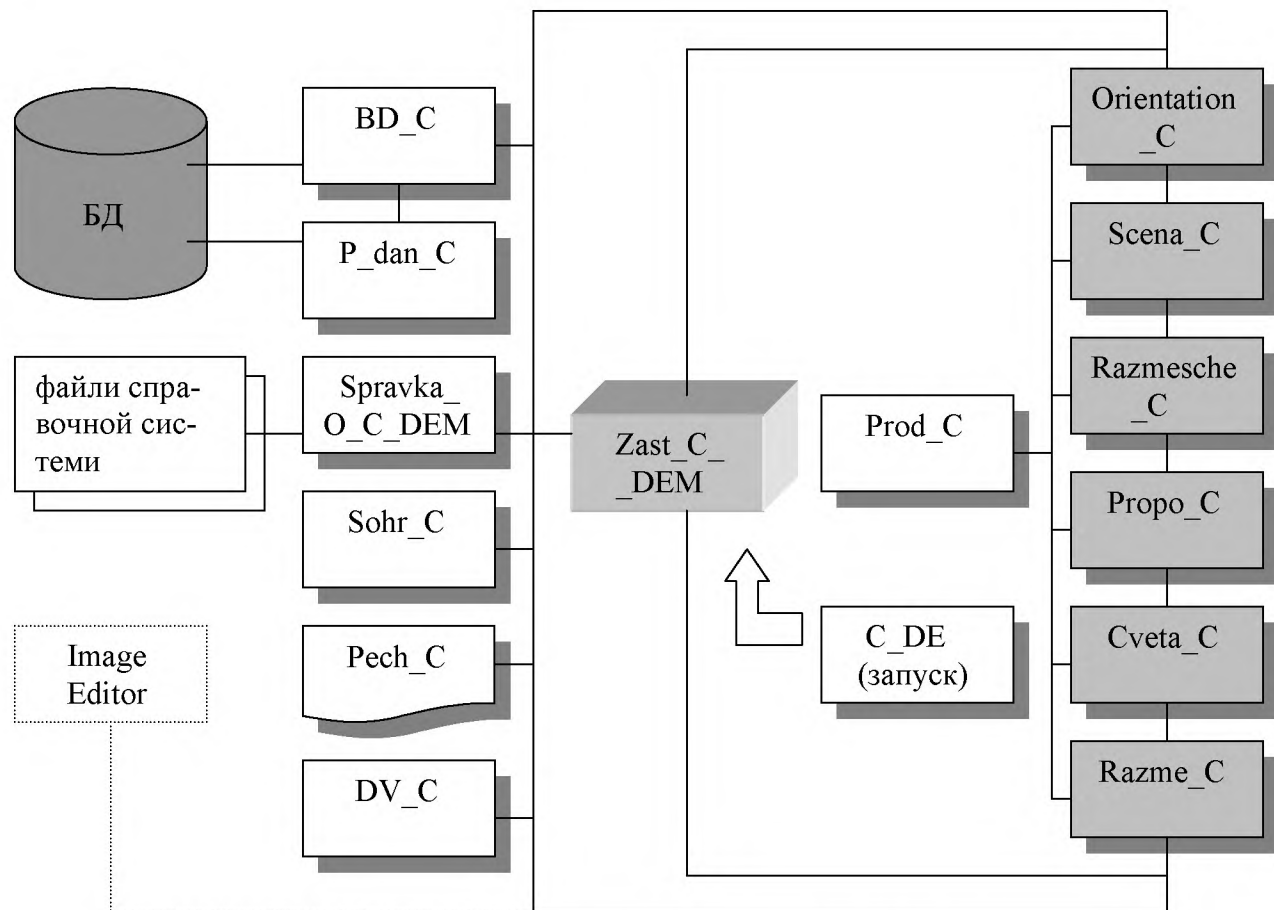 BD_C
БД
P_dan_C
файли спра-
вочной сис-
теми
Spravka_
O_C_DEM
Sohr_C
Image
Editor
Pech_C
DV_C
Zast_C_
_DEM
Prod_C
C_DE
(запуск)
Orientation
_C
Scena_C
Razmesche
_C
Propo_C
Cveta_C
Razme_C